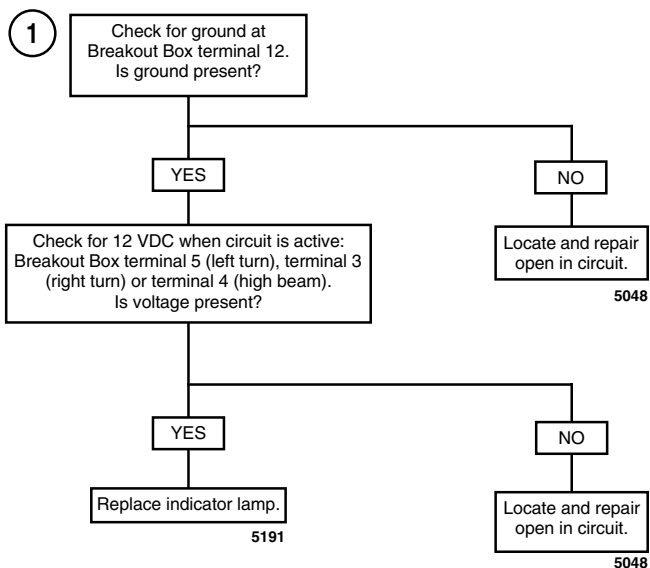 1
Check for ground at
Breakout Box terminal 12.
Is ground present?
YES
NO
Check for 12 VDC when circuit is active:
Breakout Box terminal 5 (left turn), terminal 3
(right turn) or terminal 4 (high beam).
Is voltage present?
Locate and repair
open in circuit.
5048
YES
NO
Replace indicator lamp.
5191
Locate and repair
open in circuit.
5048